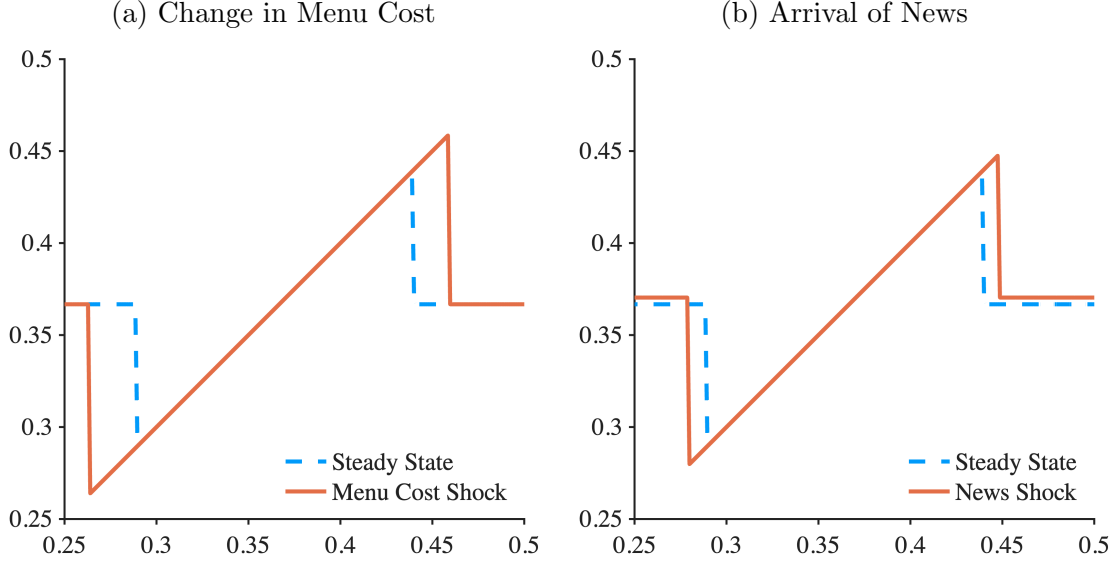 (a) Change in Menu Cost
0.5
0.45
0.4
0.35
0.3
0.25
0.25 0.3 0.35 0.4 0.45 0.5
Steady State
Menu Cost Shock
(b) Arrival of News
0.5
0.45
0.4
0.35
0.3
0.25
0.25 0.3 0.35 0.4 0.45 0.5
Steady State
News Shock